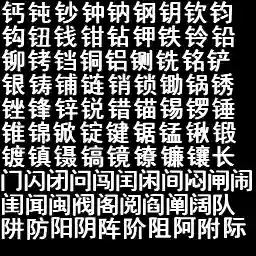 钙钝钞钟钠钢钥钦钧
钩钮钱钳钻钾铁铃铅
铆铐铛铜铝铡铣铭铲
银铸铺链销锁锄锅锈
锉锋锌锐错锚锡锣锤
锥锦锨锭键锯锰锹锻
镀镇镊镐镜镣镰镶长
门闪闭问闯闰闲间闷闸闹
闺闻闽阀阁阅阎阐阔队
阱防阳阴阵阶阻阿附际